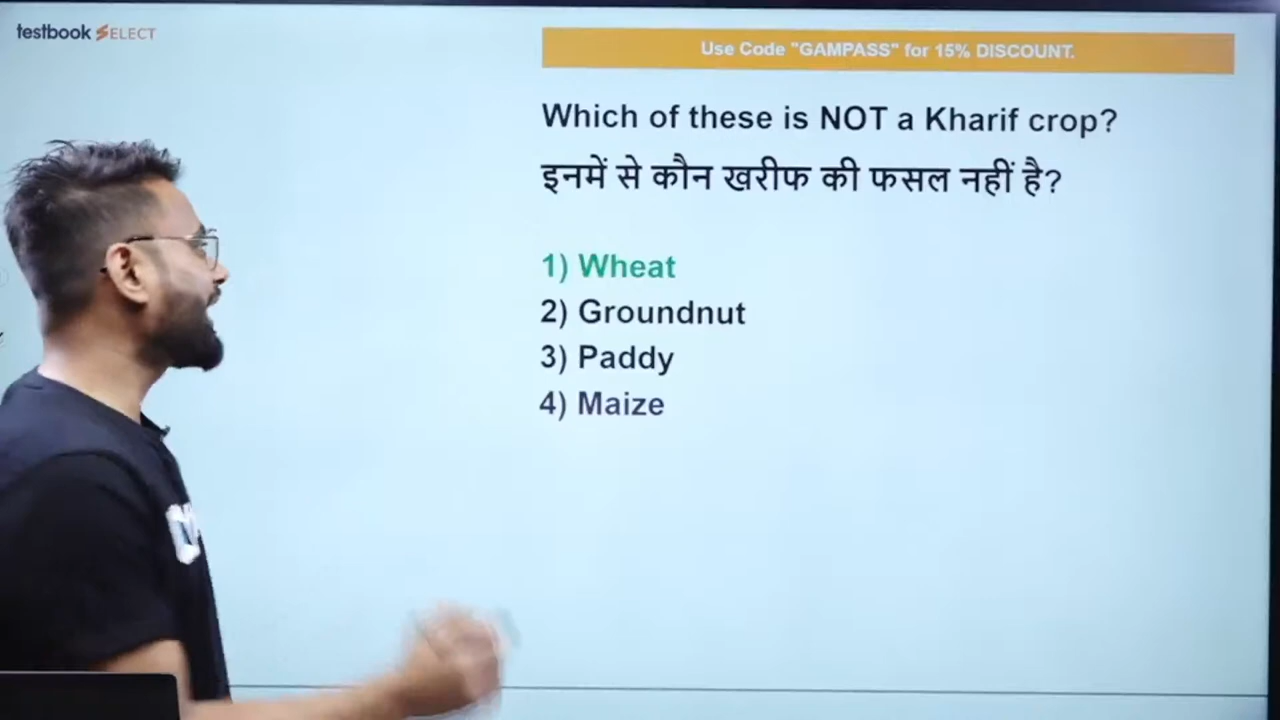 testbook SELECT
Use Code "GAMPASS" for 15% DISCOUNT.
Which of these is NOT a Kharif crop?
इनमें से कौन खरीफ की फसल नहीं है?
1) Wheat
2) Groundnut
3) Paddy
4) Maize